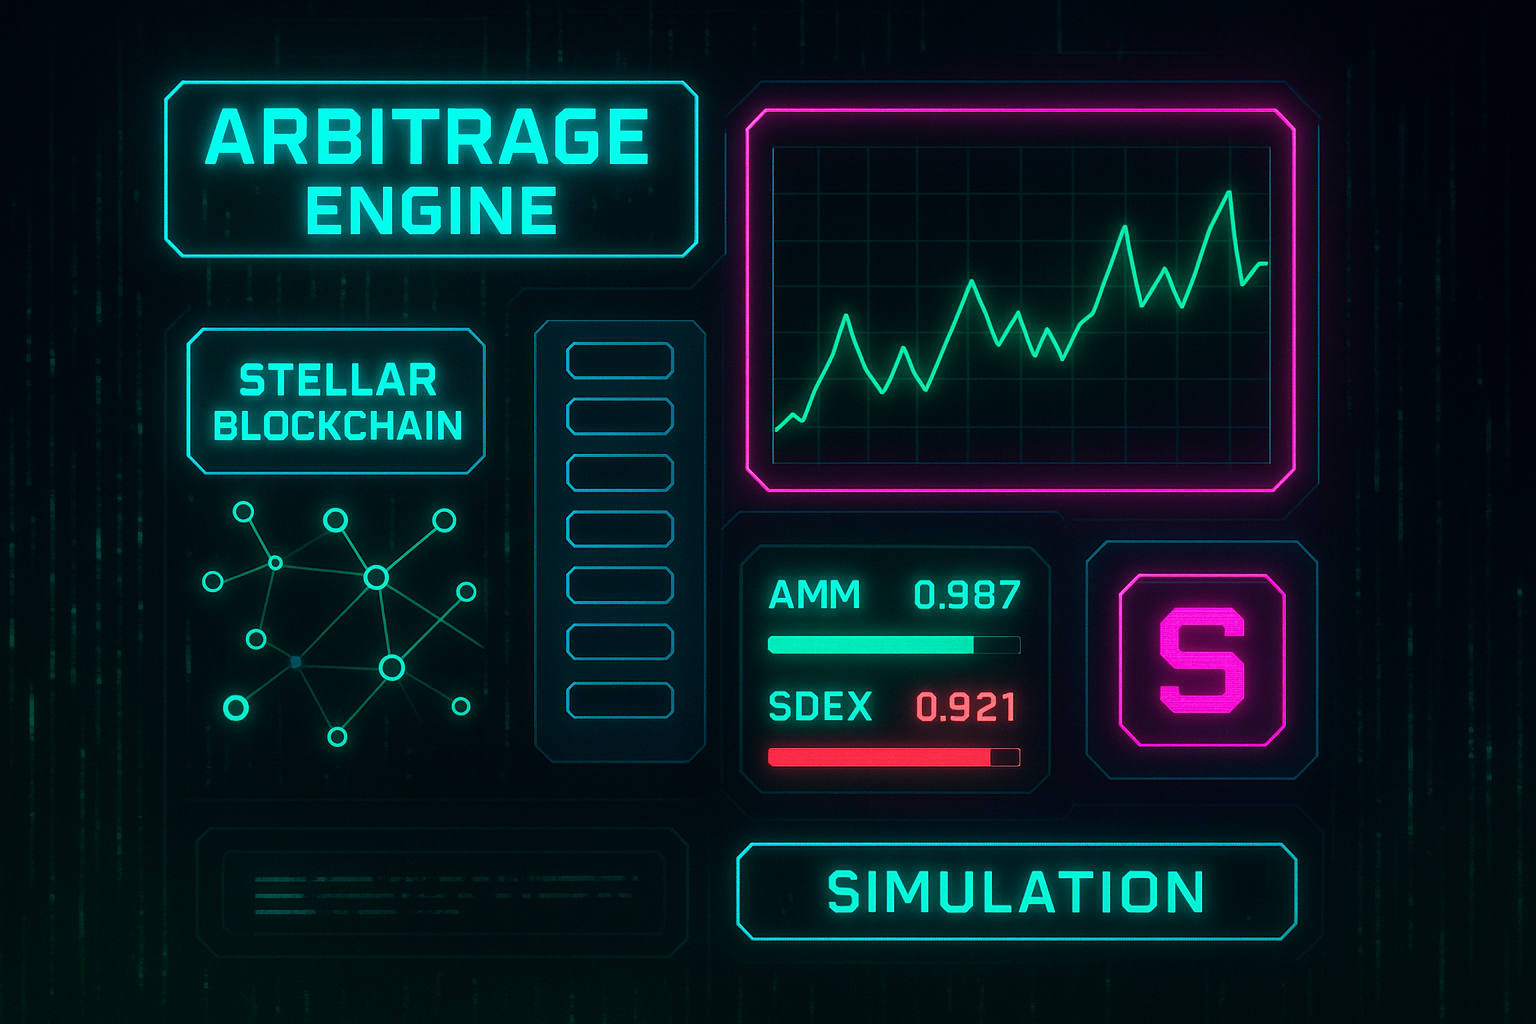 ARBITRAGE
ENGINE
STELLAR
BLOCKCHAIN
AMM 0.987
SDEX 0.921
S
SIMULATION